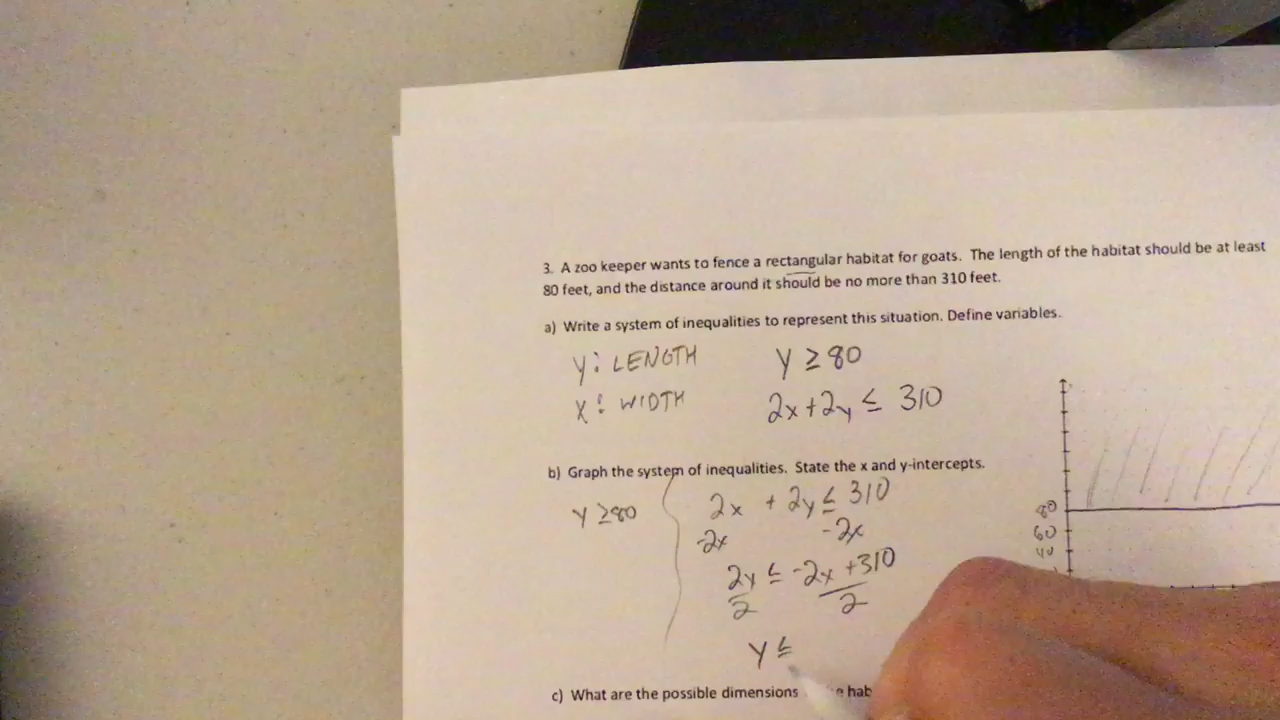 3. A zoo keeper wants to fence a rectangular habitat for goats. The length of the habitat should be at least
80 feet, and the distance around it should be no more than 310 feet.
a) Write a system of inequalities to represent this situation. Define variables.
Y: LENGTH
X: WIDTH
Y ≥ 80
2x + 2y ≤ 310
b) Graph the system of inequalities. State the x and y-intercepts.
Y ≥ 80
2x + 2y ≤ 310
-2x -2x
2y ≤ -2x + 310
2 2
Y ≤
80
60
40
c) What are the possible dimensions